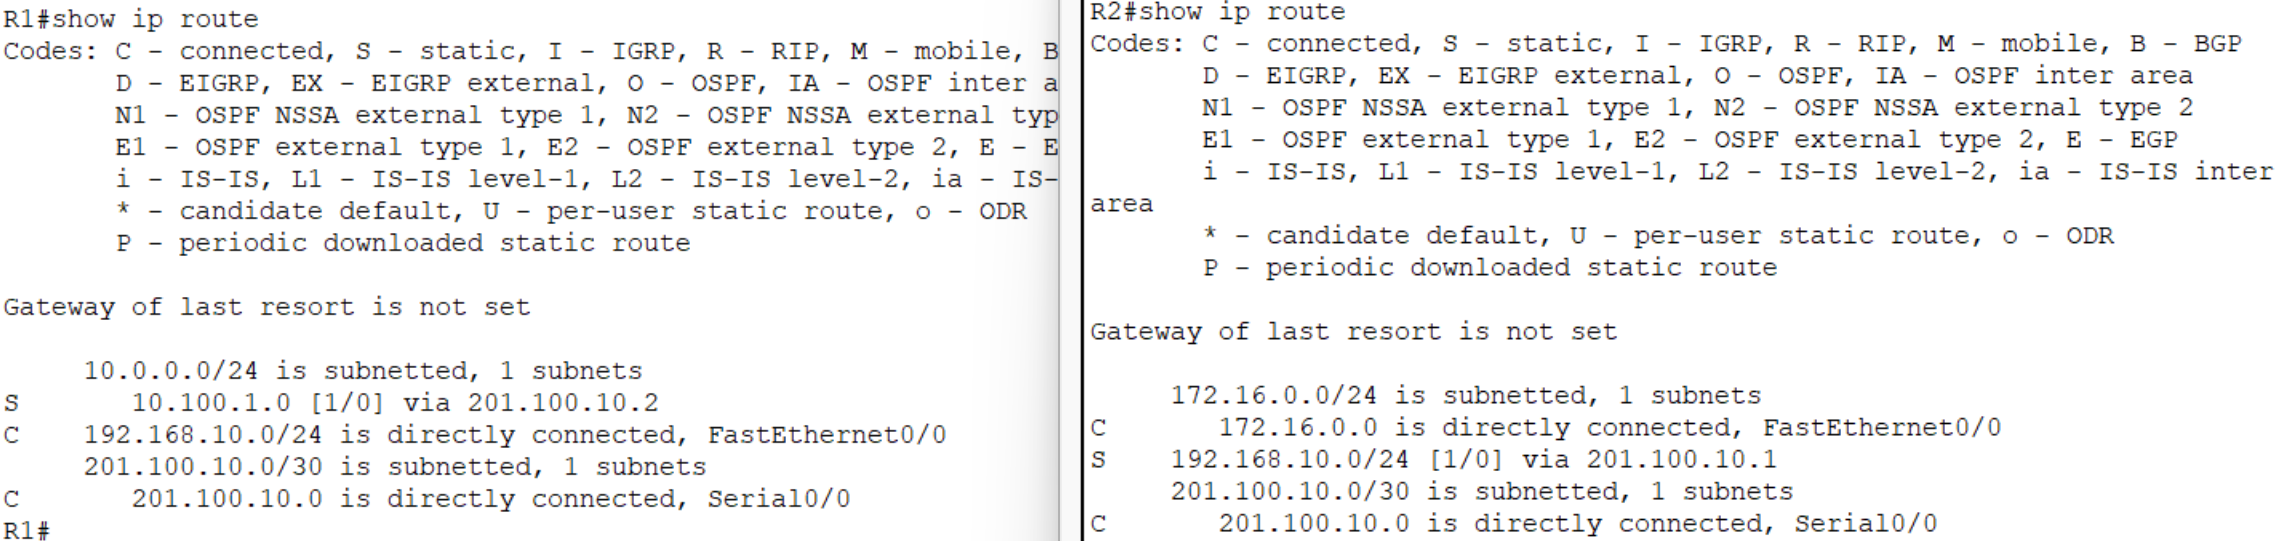 R1#show ip route
Codes: C - connected, S - static, I - IGRP, R - RIP, M - mobile, B
D - EIGRP, EX - EIGRP external, O - OSPF, IA - OSPF inter a
N1 - OSPF NSSA external type 1, N2 - OSPF NSSA external typ
E1 - OSPF external type 1, E2 - OSPF external type 2, E - E
i - IS-IS, L1 - IS-IS level-1, L2 - IS-IS level-2, ia - IS-
* - candidate default, U - per-user static route, o - ODR
P - periodic downloaded static route
Gateway of last resort is not set
10.0.0.0/24 is subnetted, 1 subnets
S 10.100.1.0 [1/0] via 201.100.10.2
C 192.168.10.0/24 is directly connected, FastEthernet0/0
201.100.10.0/30 is subnetted, 1 subnets
C 201.100.10.0 is directly connected, Serial0/0
R1#
R2#show ip route
Codes: C - connected, S - static, I - IGRP, R - RIP, M - mobile, B - BGP
D - EIGRP, EX - EIGRP external, O - OSPF, IA - OSPF inter area
N1 - OSPF NSSA external type 1, N2 - OSPF NSSA external type 2
E1 - OSPF external type 1, E2 - OSPF external type 2, E - EGP
i - IS-IS, L1 - IS-IS level-1, L2 - IS-IS level-2, ia - IS-IS inter
area
* - candidate default, U - per-user static route, o - ODR
P - periodic downloaded static route
Gateway of last resort is not set
172.16.0.0/24 is subnetted, 1 subnets
C 172.16.0.0 is directly connected, FastEthernet0/0
S 192.168.10.0/24 [1/0] via 201.100.10.1
201.100.10.0/30 is subnetted, 1 subnets
C 201.100.10.0 is directly connected, Serial0/0